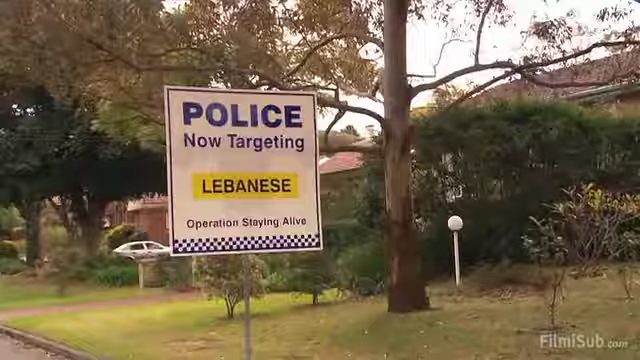 POLICE
Now Targeting
LEBANESE
Operation Staying Alive
FilmiSub.com